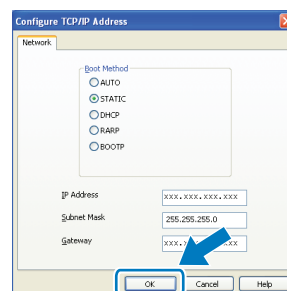 Configure TCP/IP Address
Network
Boot Method
AUTO
STATIC
DHCP
RARP
BOOTP
IP Address xxx.xxx.xxx.xxx
Subnet Mask 255.255.255.0
Gateway
OK Cancel Help